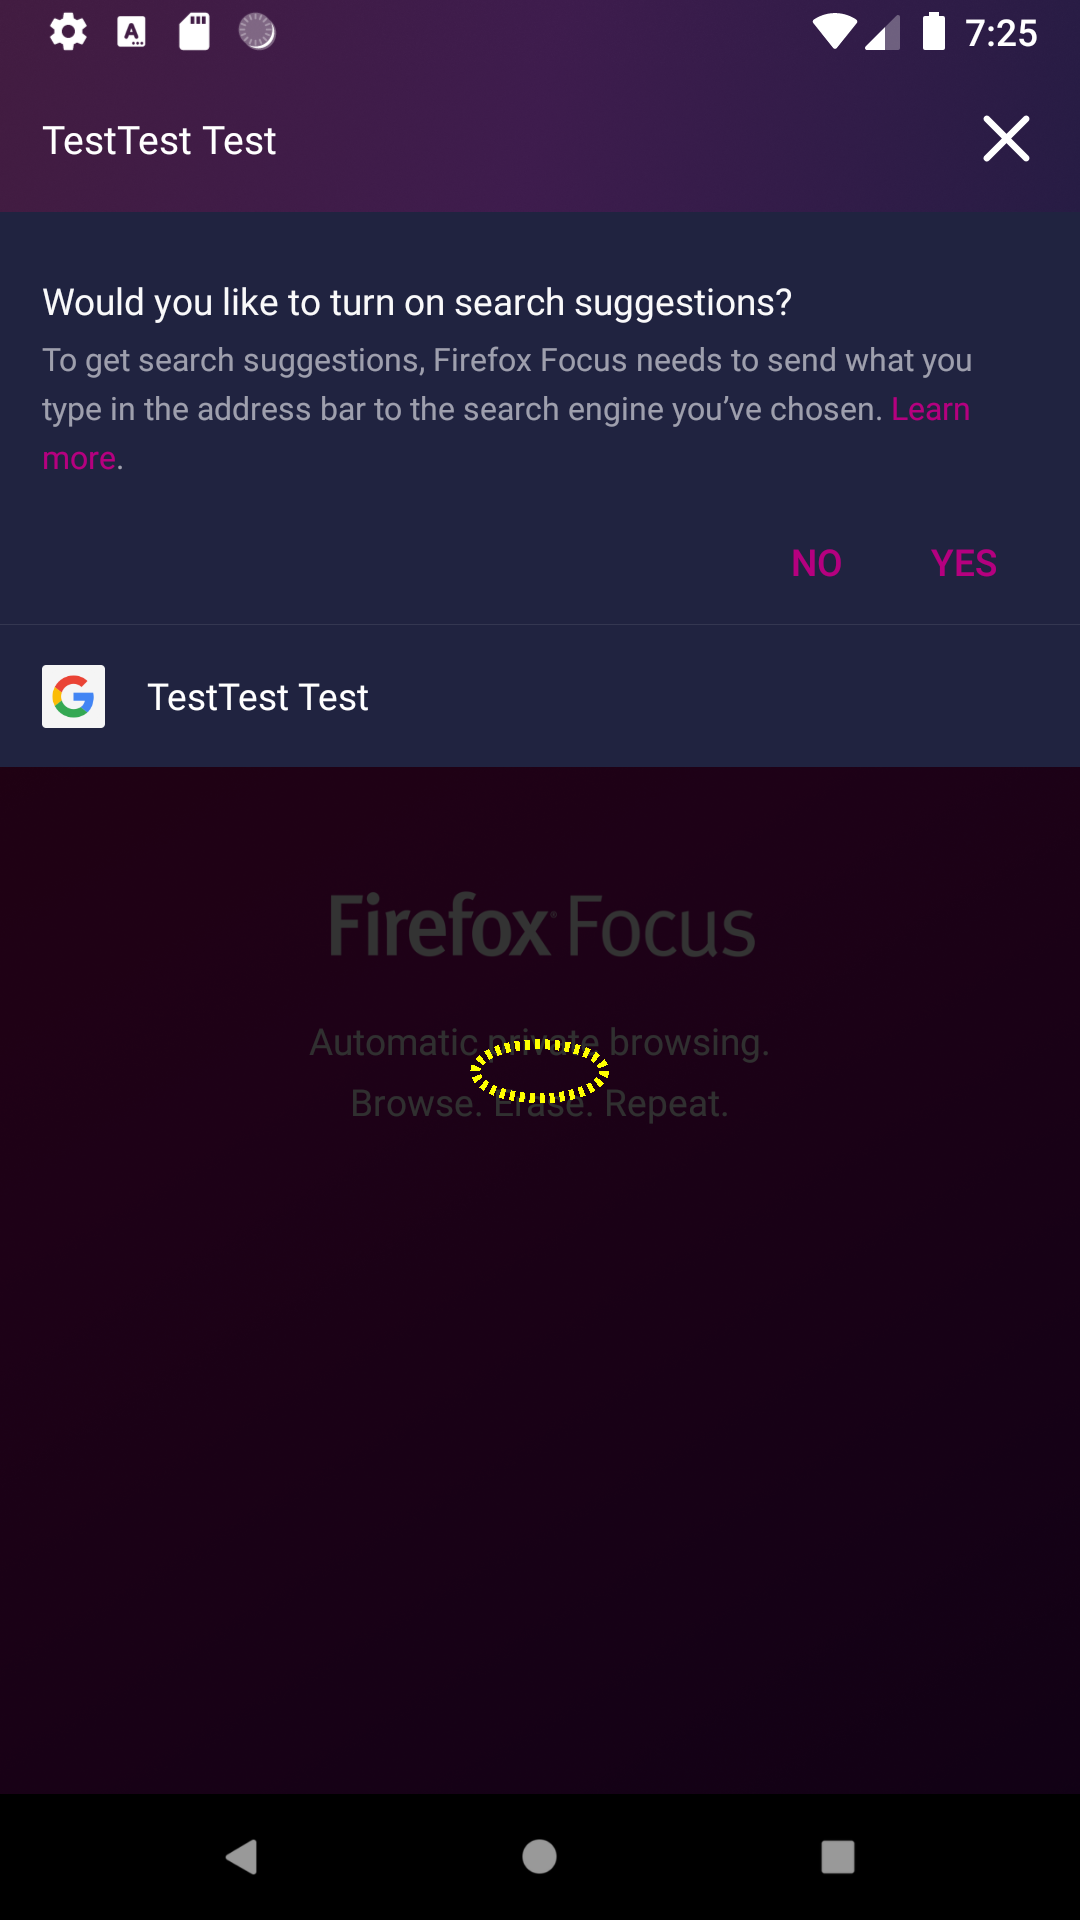 7:25
TestTest Test
Would you like to turn on search suggestions?
To get search suggestions, Firefox Focus needs to send what you
type in the address bar to the search engine you’ve chosen. Learn
more.
NO YES
TestTest Test
Firefox Focus
Automatic private browsing.
Browse. Erase. Repeat.